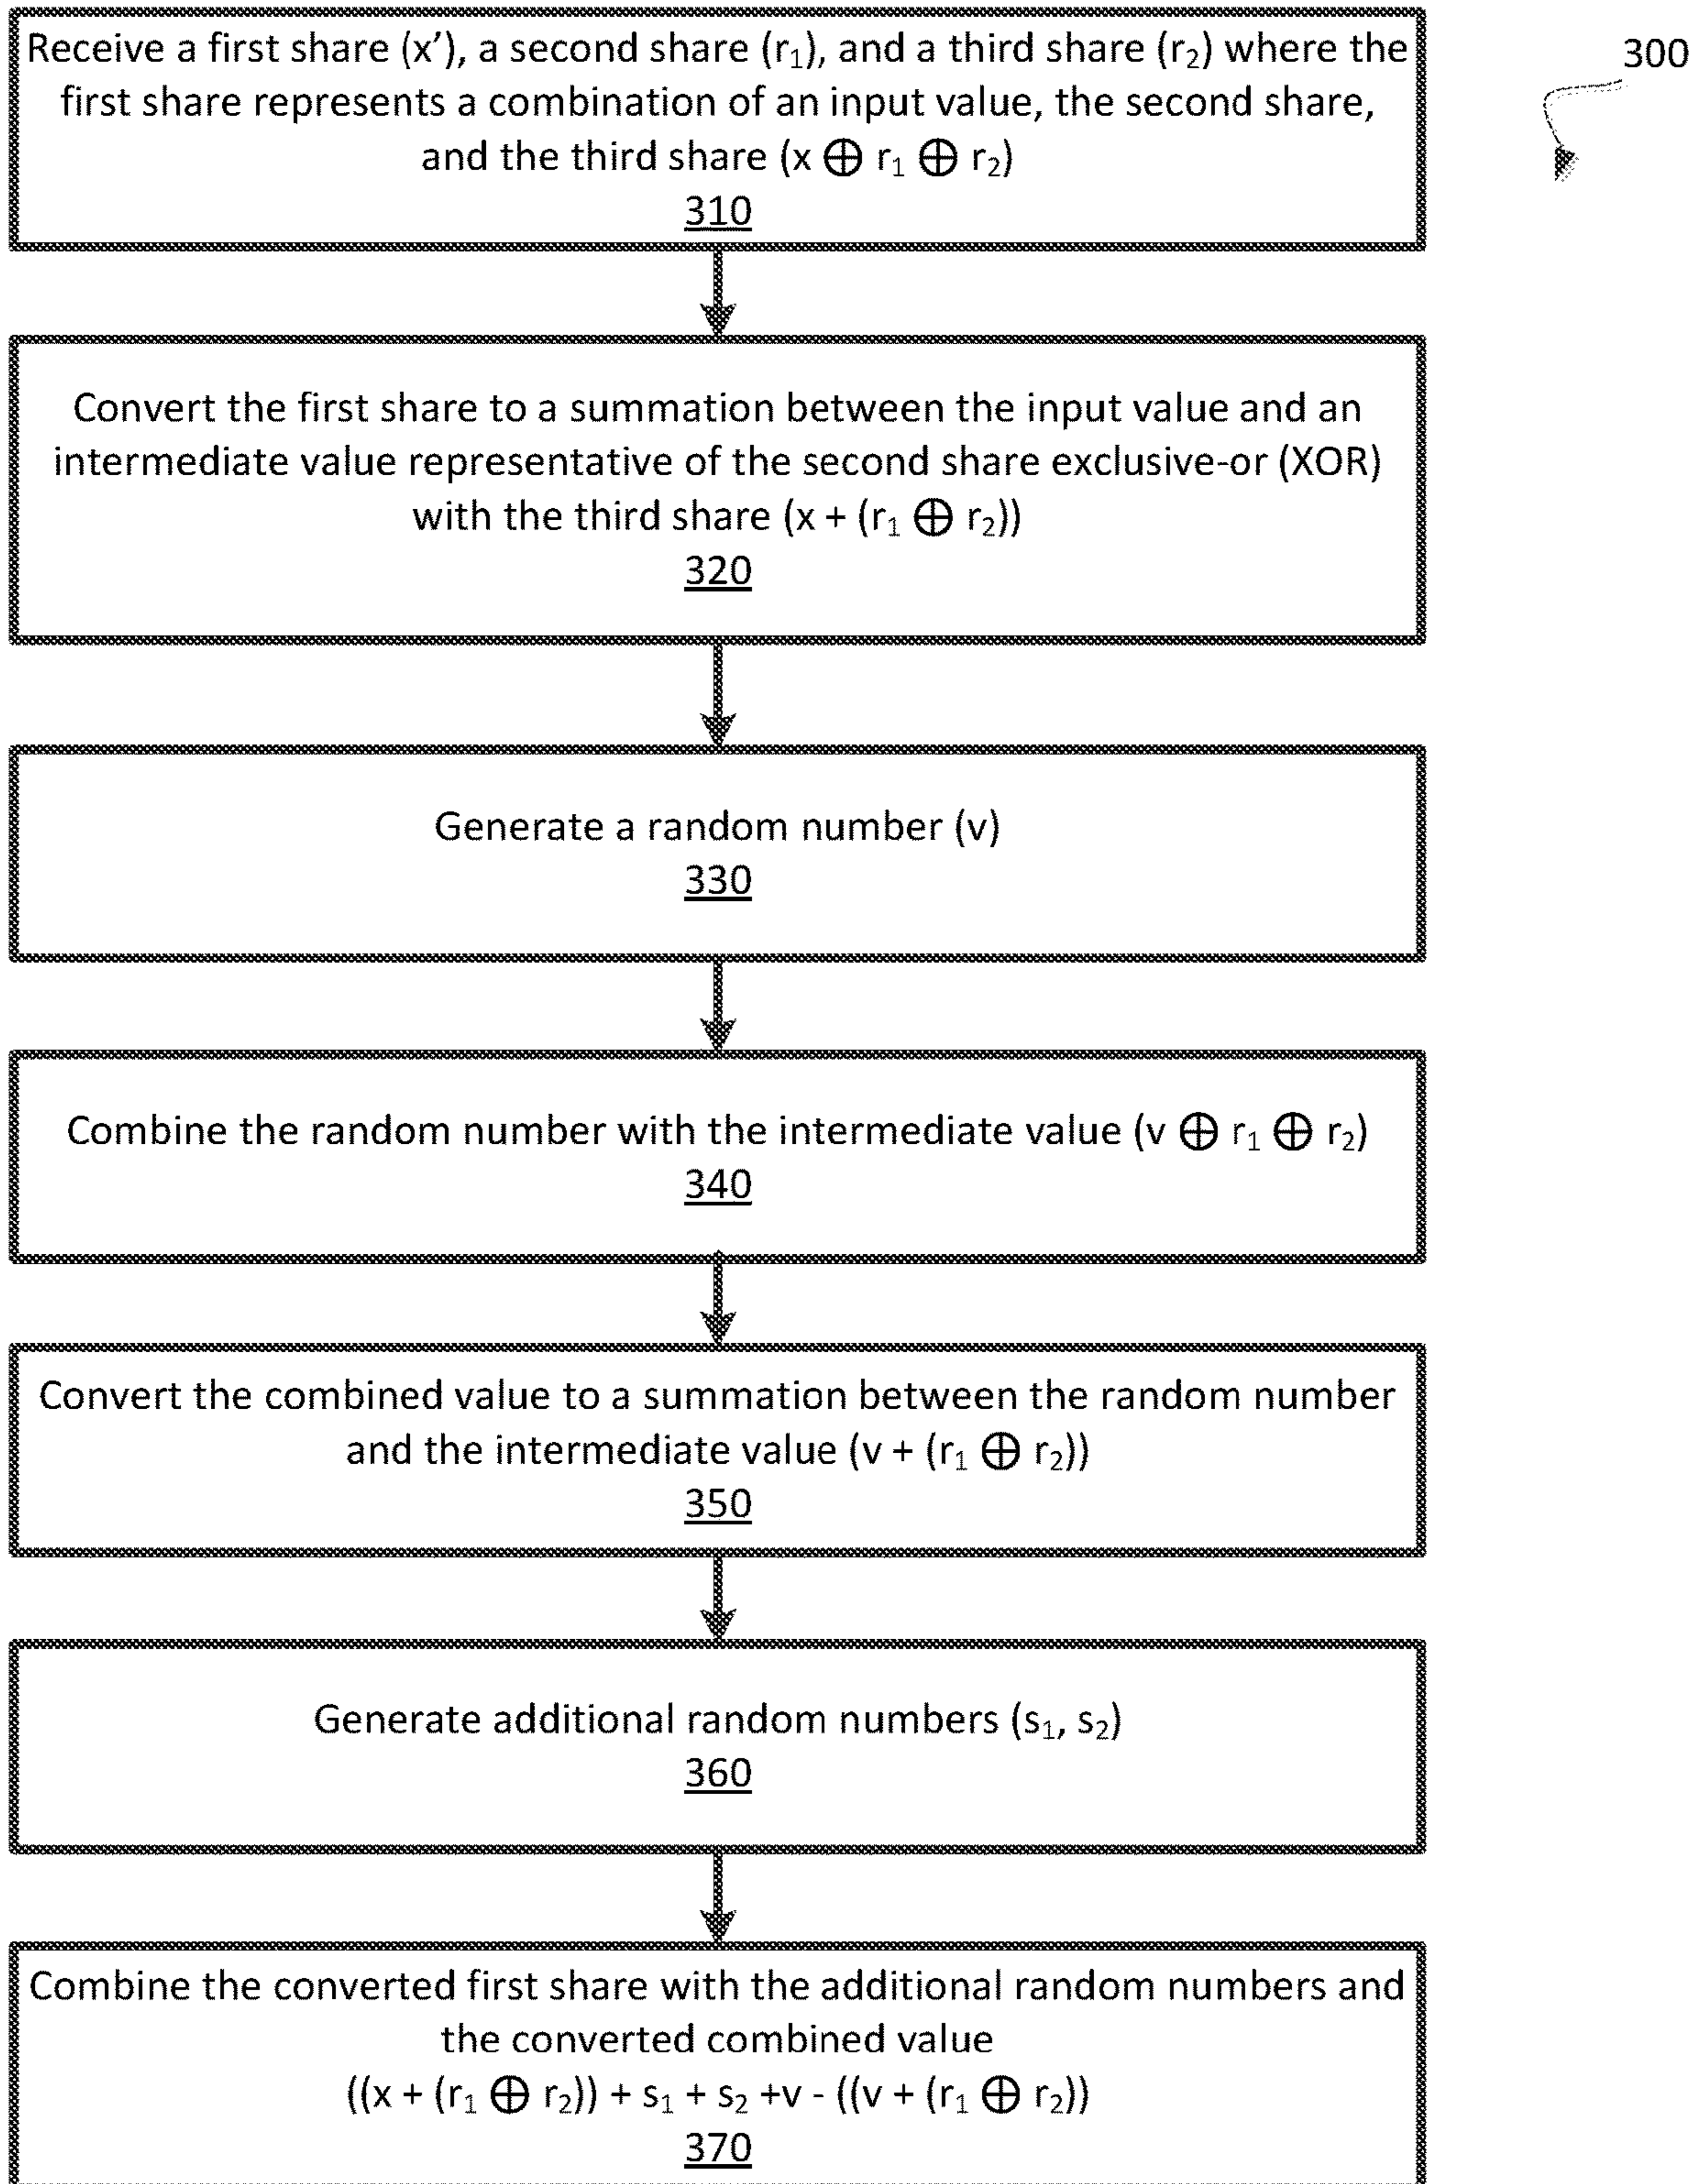 Receive a first share (x’), a second share (r₁), and a third share (r₂) where the
first share represents a combination of an input value, the second share,
and the third share (x ⊕ r₁ ⊕ r₂)
310
300
Convert the first share to a summation between the input value and an
intermediate value representative of the second share exclusive-or (XOR)
with the third share (x + (r₁ ⊕ r₂))
320
Generate a random number (v)
330
Combine the random number with the intermediate value (v ⊕ r₁ ⊕ r₂)
340
Convert the combined value to a summation between the random number
and the intermediate value (v + (r₁ ⊕ r₂))
350
Generate additional random numbers (s₁, s₂)
360
Combine the converted first share with the additional random numbers and
the converted combined value
((x + (r₁ ⊕ r₂)) + s₁ + s₂ +v - ((v + (r₁ ⊕ r₂))
370